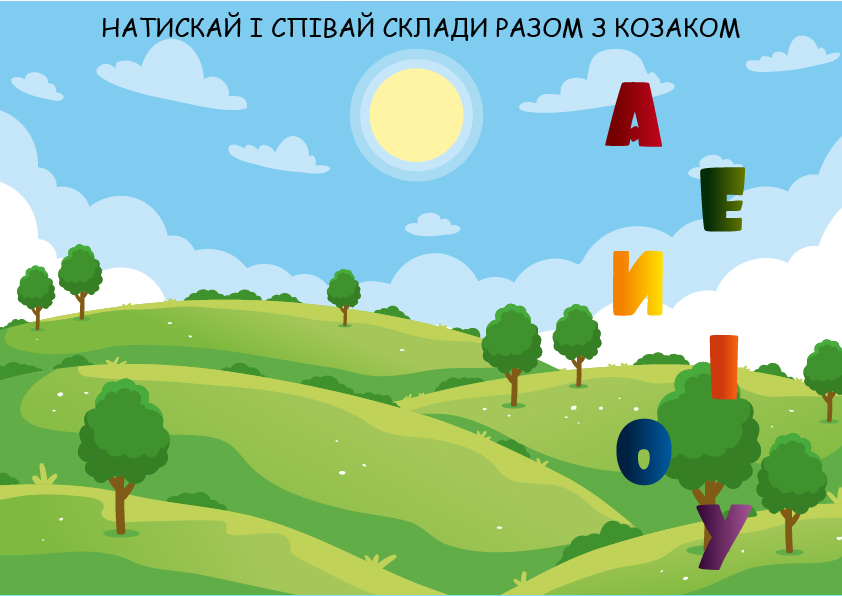 НАТИСКАЙ І СПІВАЙ СКЛАДИ РАЗОМ З КОЗАКОМ
А
Е
И
І
О
У